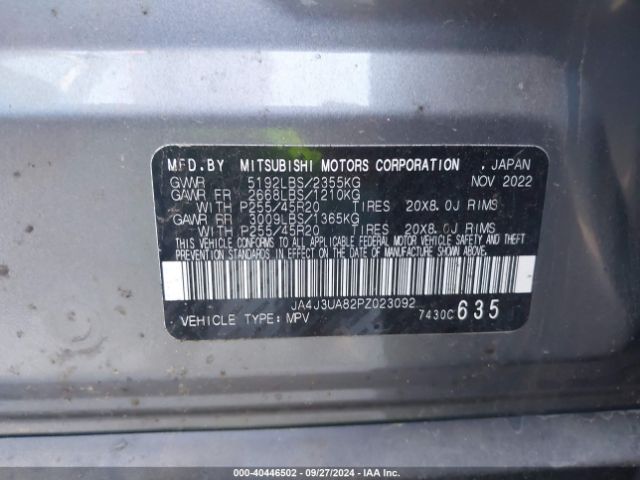 MFD.BY MITSUBISHI MOTORS CORPORATION , JAPAN
GVWR 5192LBS/2355KG NOV 2022
GAWR FR 2668LBS/1210KG
WITH P255/45R20 TIRES 20X8.0J RIMS
GAWR RR 3009LBS/1365KG
WITH P255/45R20 TIRES 20X8.0J RIMS
THIS VEHICLE CONFORMS TO ALL APPLICABLE FEDERAL MOTOR VEHICLE SAFETY AND THEFT
PREVENTION STANDARDS IN EFFECT ON THE DATE OF MANUFACTURE SHOWN ABOVE.
JA4J3UA82PZ023092
VEHICLE TYPE: MPV 7430C 635
000-40446502 - 09/27/2024 - IAA Inc.